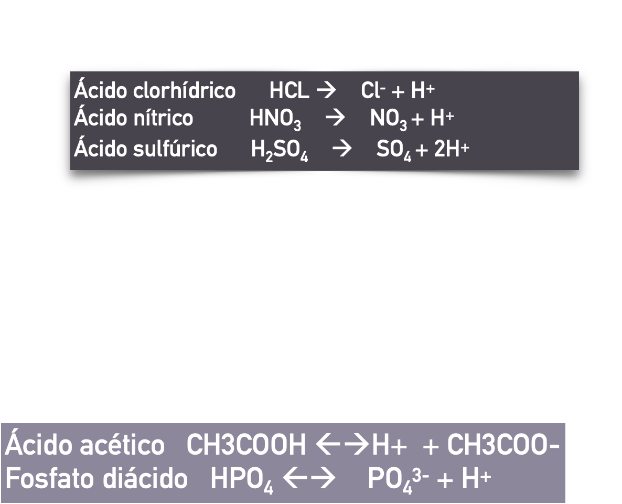 Ácido clorhídrico HCL → Cl⁻ + H⁺
Ácido nítrico HNO₃ → NO₃ + H⁺
Ácido sulfúrico H₂SO₄ → SO₄ + 2H⁺
Ácido acético CH3COOH ←→H+ + CH3COO-
Fosfato diácido HPO₄ ←→ PO₄³⁻ + H⁺